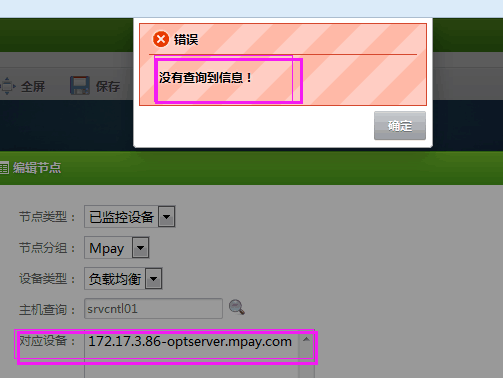 错误
没有查询到信息！
确定
全屏 保存
编辑节点
节点类型： 已监控设备
节点分组： Mpay
设备类型： 负载均衡
主机查询： srvcntl01
对应设备： 172.17.3.86-optserver.mpay.com